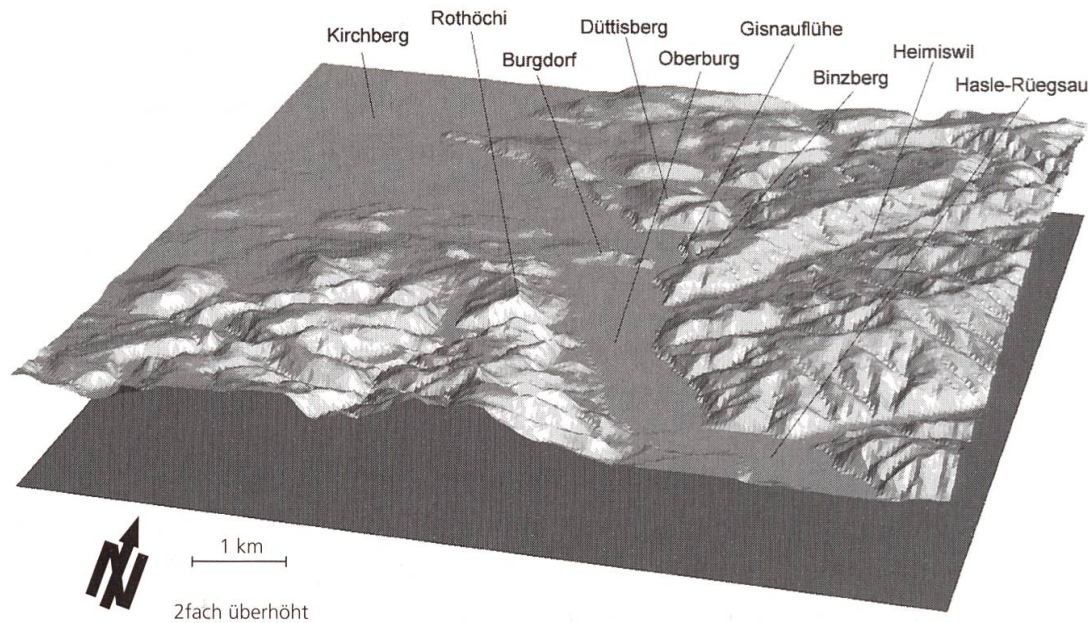 Kirchberg
Rothöchi
Burgdorf
Düttisberg
Oberburg
Gisnauflühe
Binzberg
Heimiswil
Hasle-Rüegsau
N
1 km
2fach überhöht